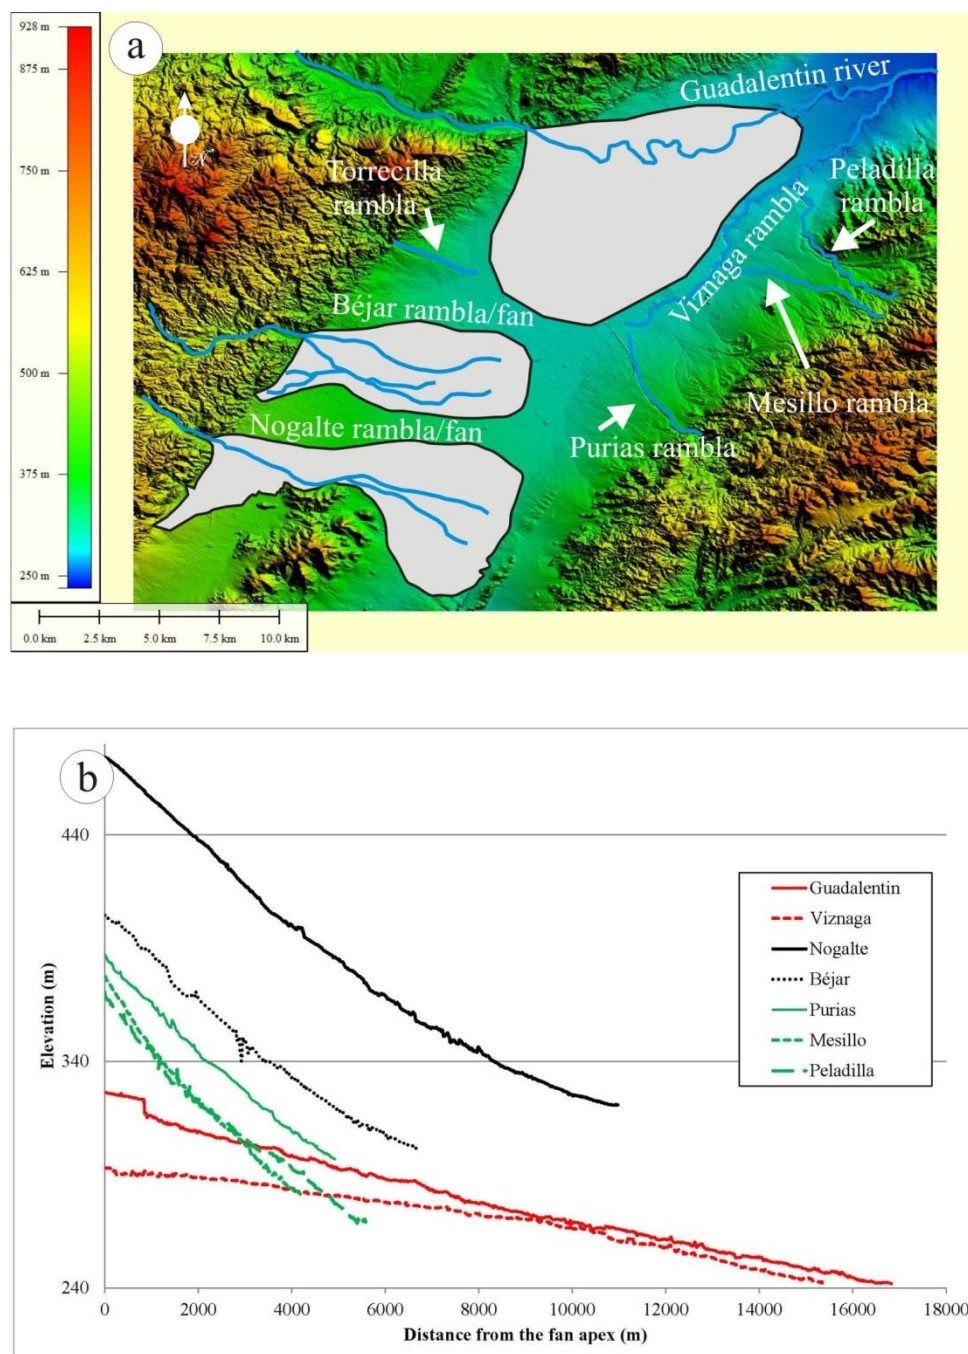 928 m
875 m
750 m
625 m
500 m
375 m
250 m
a
N
Guadalentin river
Torrecilla
rambla
Peladilla
rambla
Viznaga rambla
Béjar rambla/fan
Mesillo rambla
Nogalte rambla/fan
Purias rambla
0.0 km 2.5 km 5.0 km 7.5 km 10.0 km
b
440
340
240
Elevation (m)
Guadalentin
Viznaga
Nogalte
Béjar
Purias
Mesillo
Peladilla
0 2000 4000 6000 8000 10000 12000 14000 16000 18000
Distance from the fan apex (m)